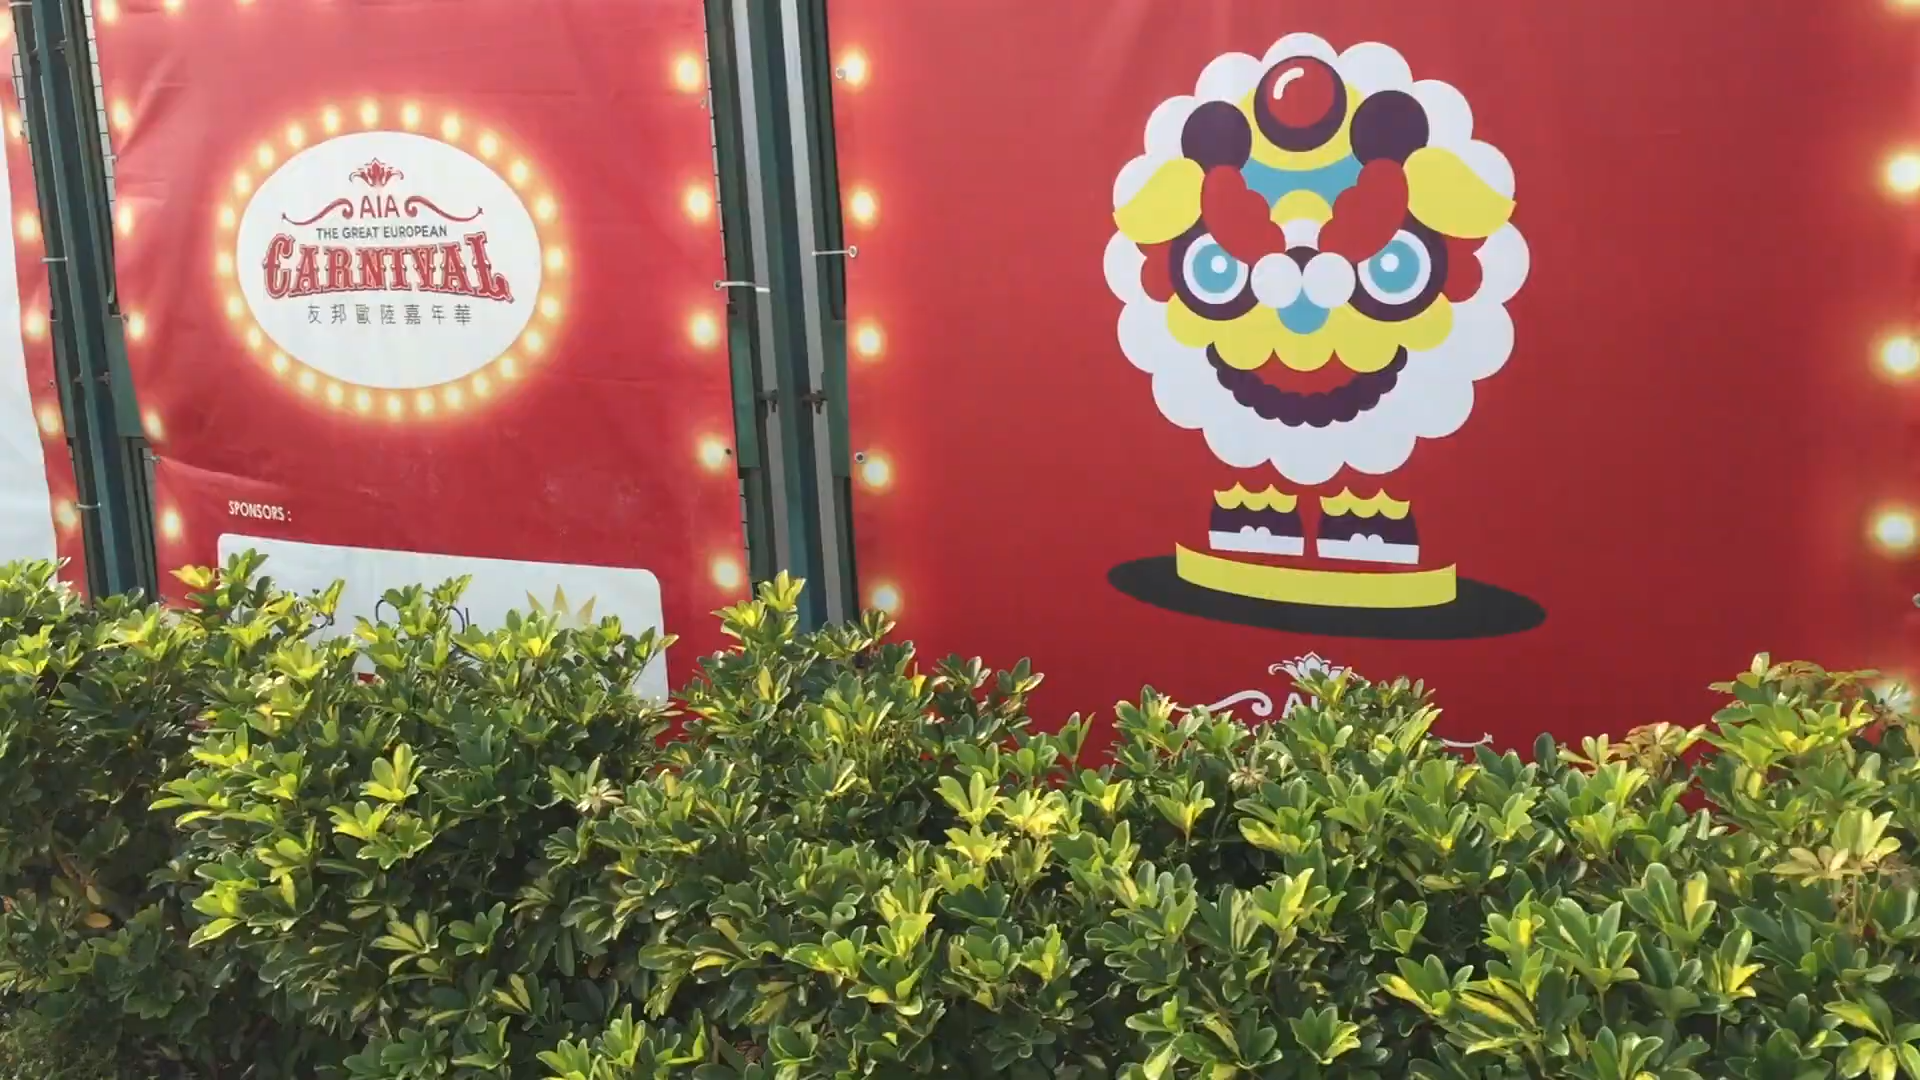 AIA
THE GREAT EUROPEAN
CARNIVAL
友邦歐陸嘉年華
SPONSORS :